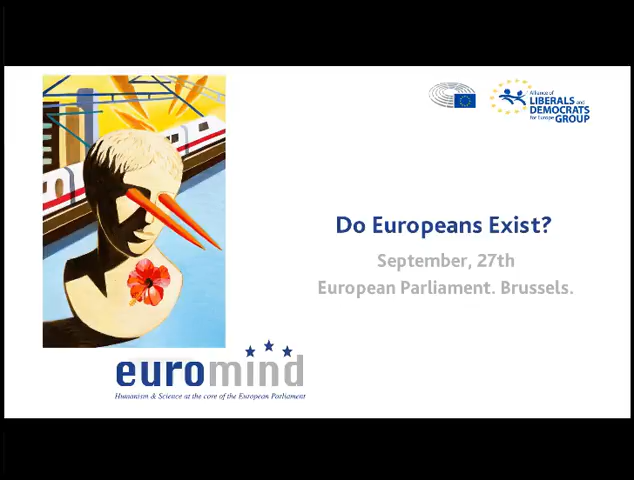 Alliance of
LIBERALS and
DEMOCRATS
for Europe GROUP
Do Europeans Exist?
September, 27th
European Parliament. Brussels.
euromind
Humanism & Science at the core of the European Parliament